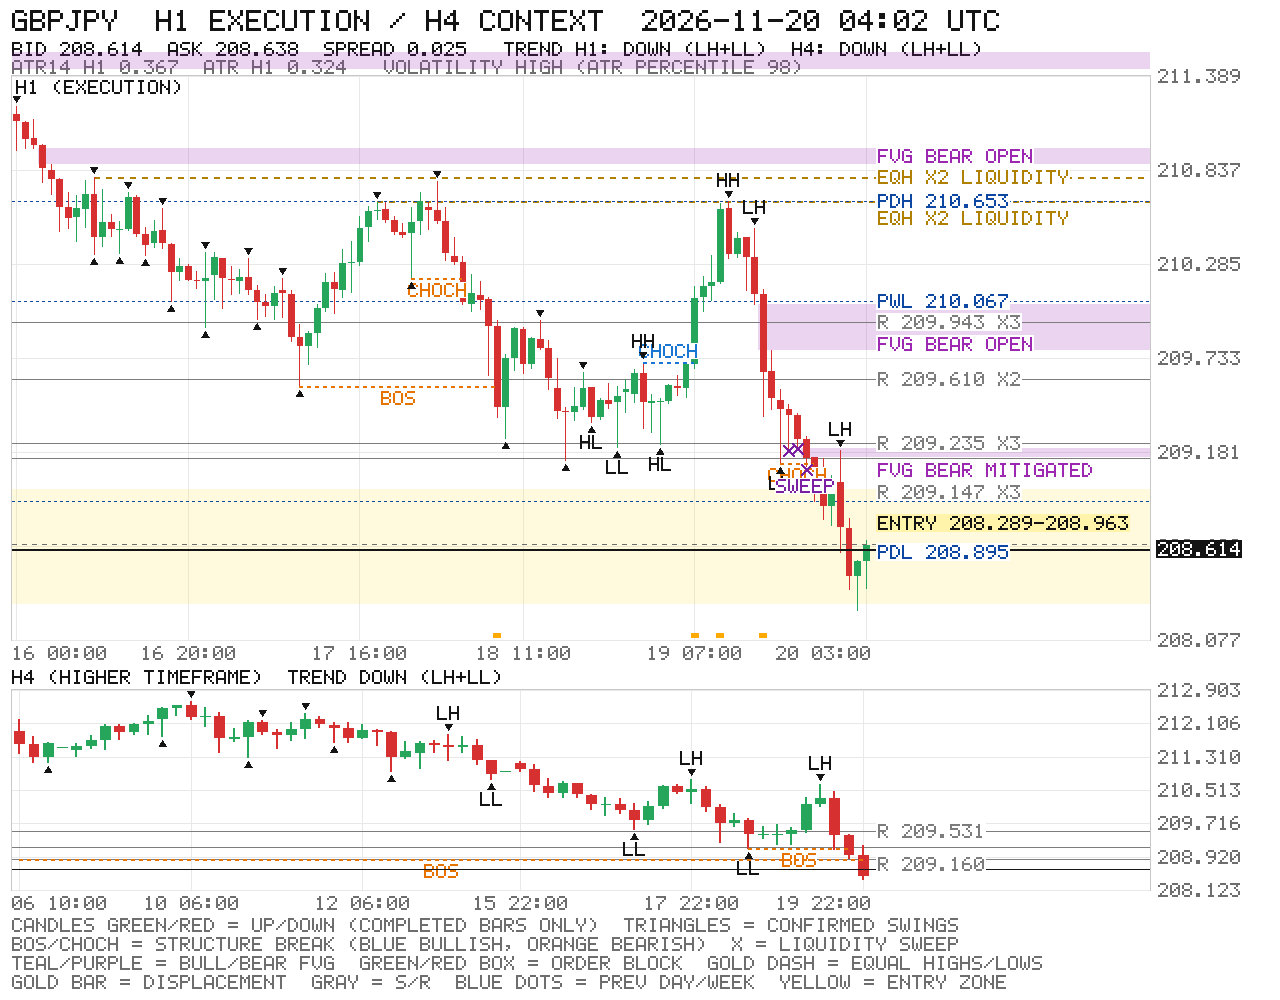 GBPJPY  H1 EXECUTION / H4 CONTEXT  2026-11-20 04:02 UTC
BID 208.614  ASK 208.638  SPREAD 0.025   TREND H1: DOWN (LH+LL)  H4: DOWN (LH+LL)
ATR14 H1 0.367  ATR H1 0.324   VOLATILITY HIGH (ATR PERCENTILE 98)
211.389
H1 (EXECUTION)
FVG BEAR OPEN
210.837
EQH X2 LIQUIDITY
HH
PDH 210.653
LH
EQH X2 LIQUIDITY
210.285
CHOCH
PWL 210.067
R 209.943 X3
HH
CHOCH
FVG BEAR OPEN
209.733
R 209.610 X2
BOS
LH
HL
R 209.235 X3
209.181
LL
HL
CHOCH
FVG BEAR MITIGATED
L
SWEEP
R 209.147 X3
ENTRY 208.289-208.963
PDL 208.895
208.614
208.077
16 00:00
16 20:00
17 16:00
18 11:00
19 07:00
20 03:00
H4 (HIGHER TIMEFRAME)  TREND DOWN (LH+LL)
212.903
LH
212.106
LH
LH
311.310
LL
210.513
R 209.531
209.716
LL
BOS
R 209.160
208.920
BOS
LL
208.123
06 10:00
10 06:00
12 06:00
15 22:00
17 22:00
19 22:00
CANDLES GREEN/RED = UP/DOWN (COMPLETED BARS ONLY)  TRIANGLES = CONFIRMED SWINGS
BOS/CHOCH = STRUCTURE BREAK (BLUE BULLISH, ORANGE BEARISH)  X = LIQUIDITY SWEEP
TEAL/PURPLE = BULL/BEAR FVG  GREEN/RED BOX = ORDER BLOCK  GOLD DASH = EQUAL HIGHS/LOWS
GOLD BAR = DISPLACEMENT  GRAY = S/R  BLUE DOTS = PREV DAY/WEEK  YELLOW = ENTRY ZONE